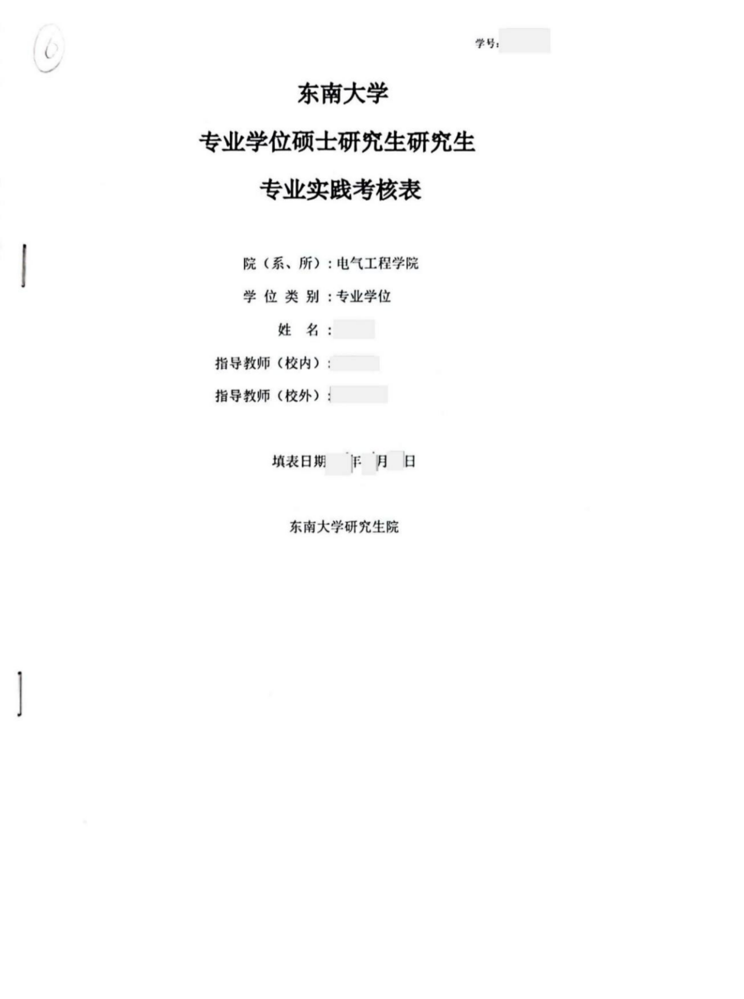 6
学号:
东南大学
专业学位硕士研究生研究生
专业实践考核表
院（系、所）: 电气工程学院
学 位 类 别 : 专业学位
姓 名 :
指导教师（校内）:
指导教师（校外）:
填表日期 年 月 日
东南大学研究生院